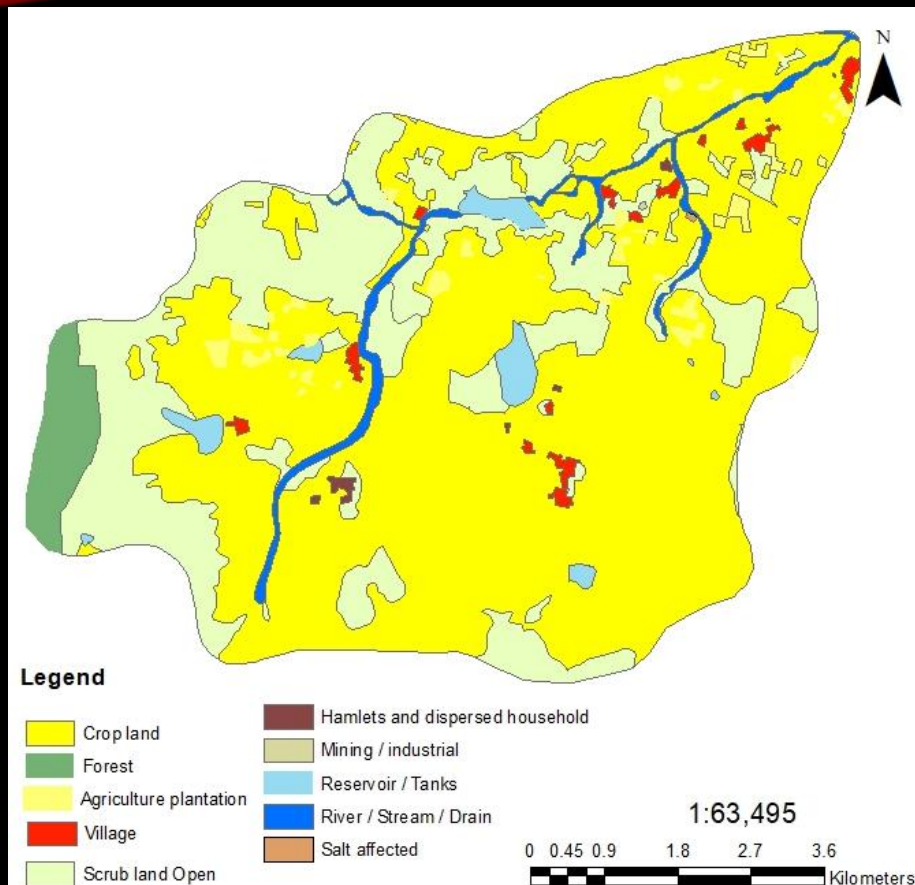 N
Legend
Crop land
Forest
Agriculture plantation
Village
Scrub land Open
Hamlets and dispersed household
Mining / industrial
Reservoir / Tanks
River / Stream / Drain
Salt affected
1:63,495
0 0.45 0.9 1.8 2.7 3.6
Kilometers